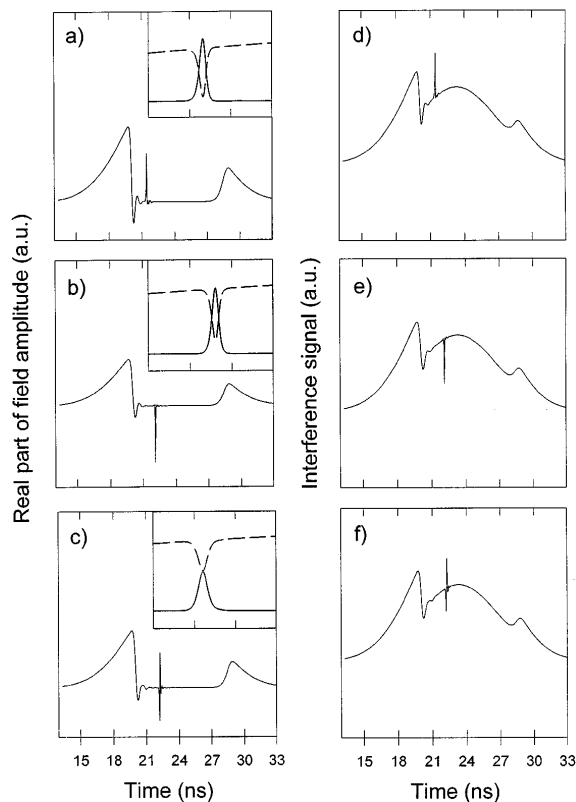 a)
b)
c)
Real part of field amplitude (a.u.)
15 18 21 24 27 30 33
Time (ns)
d)
e)
f)
Interference signal (a.u.)
15 18 21 24 27 30 33
Time (ns)